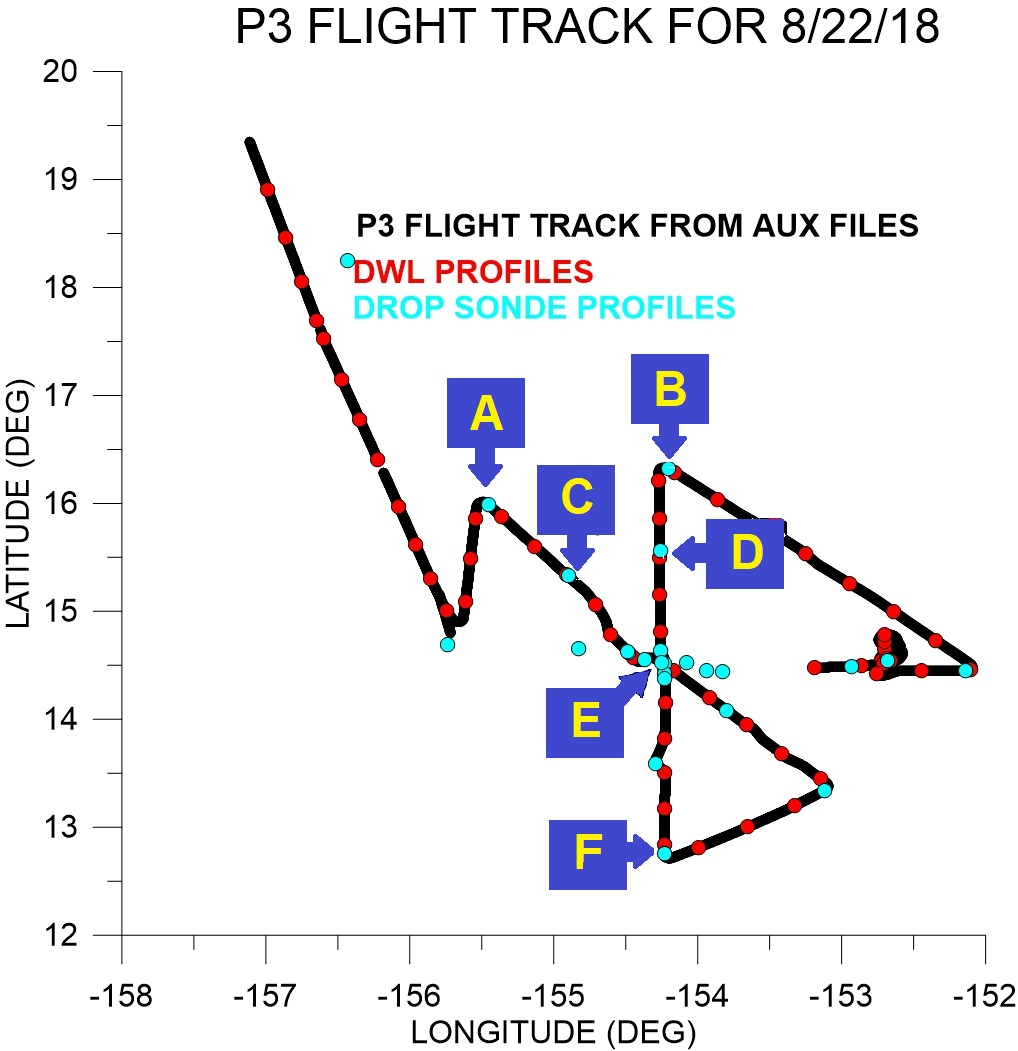 P3 FLIGHT TRACK FOR 8/22/18
20
19
18
17
16
15
14
13
12
LATITUDE (DEG)
P3 FLIGHT TRACK FROM AUX FILES
DWL PROFILES
DROP SONDE PROFILES
A
B
C
D
E
F
-158 -157 -156 -155 -154 -153 -152
LONGITUDE (DEG)